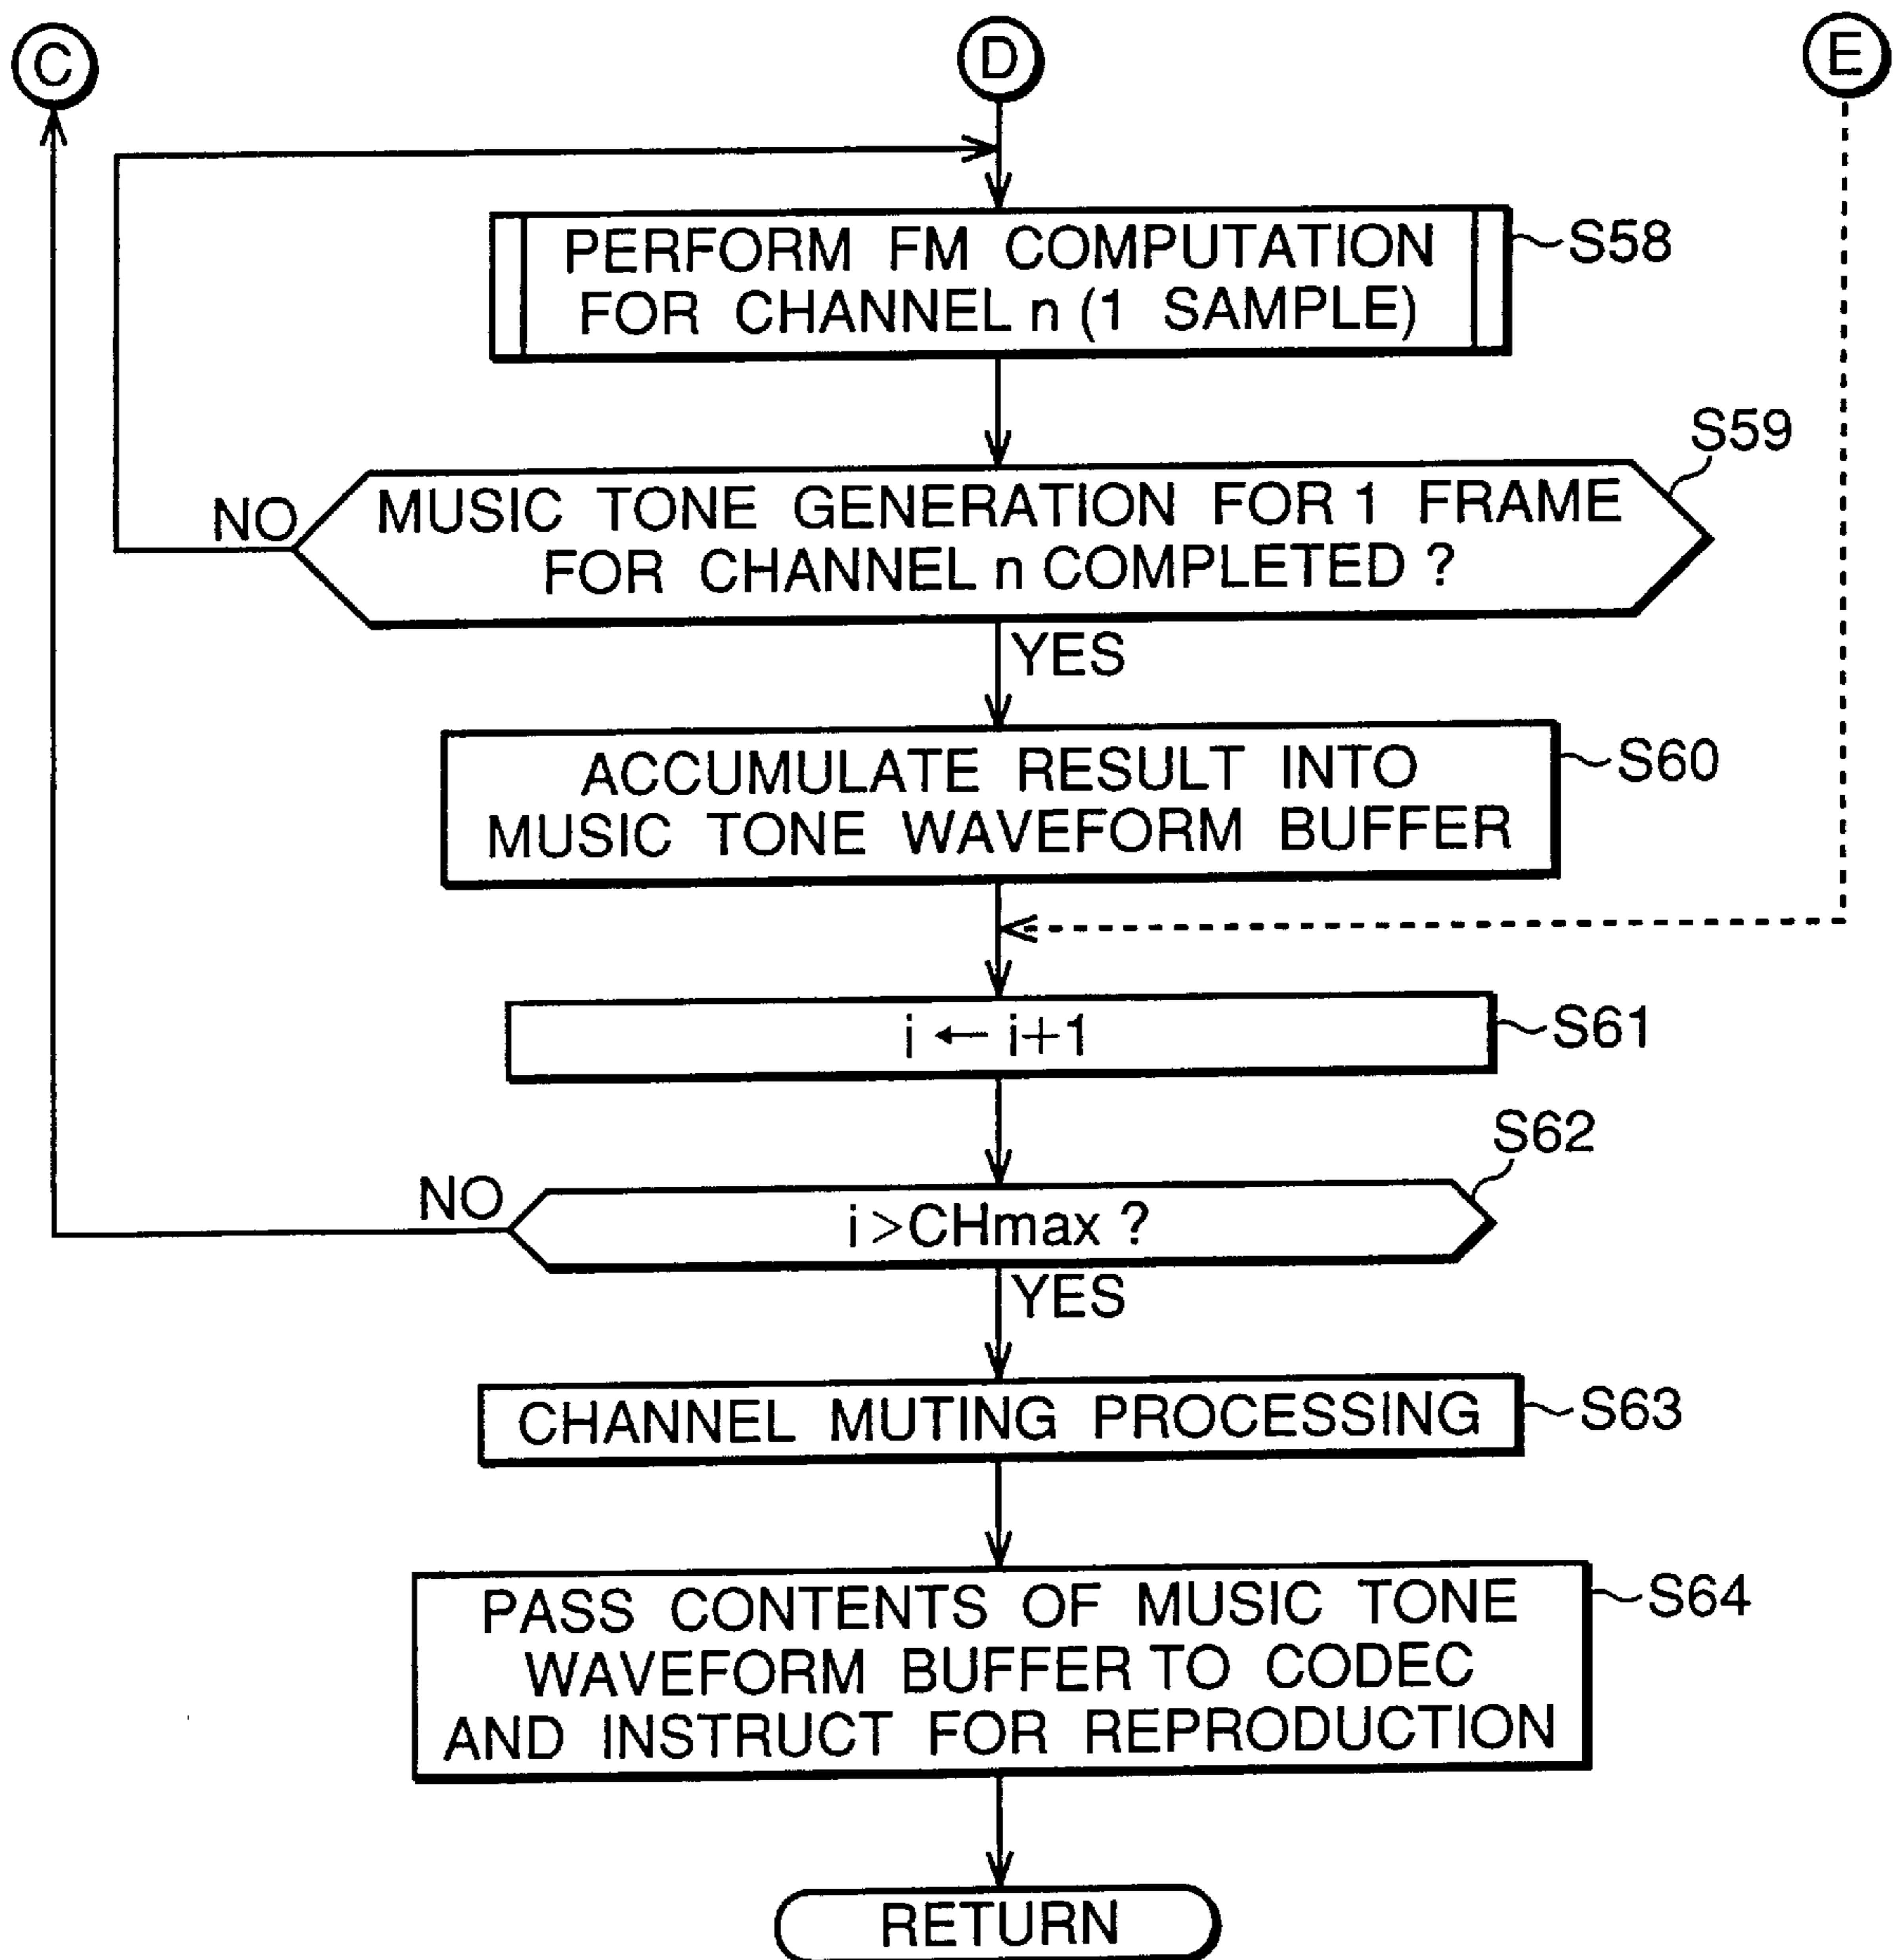 C
D
E
PERFORM FM COMPUTATION
FOR CHANNEL n (1 SAMPLE)
S58
S59
NO
MUSIC TONE GENERATION FOR 1 FRAME
FOR CHANNEL n COMPLETED ?
YES
ACCUMULATE RESULT INTO
MUSIC TONE WAVEFORM BUFFER
S60
i ← i+1
S61
S62
NO
i >CHmax ?
YES
CHANNEL MUTING PROCESSING
S63
PASS CONTENTS OF MUSIC TONE
WAVEFORM BUFFER TO CODEC
AND INSTRUCT FOR REPRODUCTION
S64
RETURN